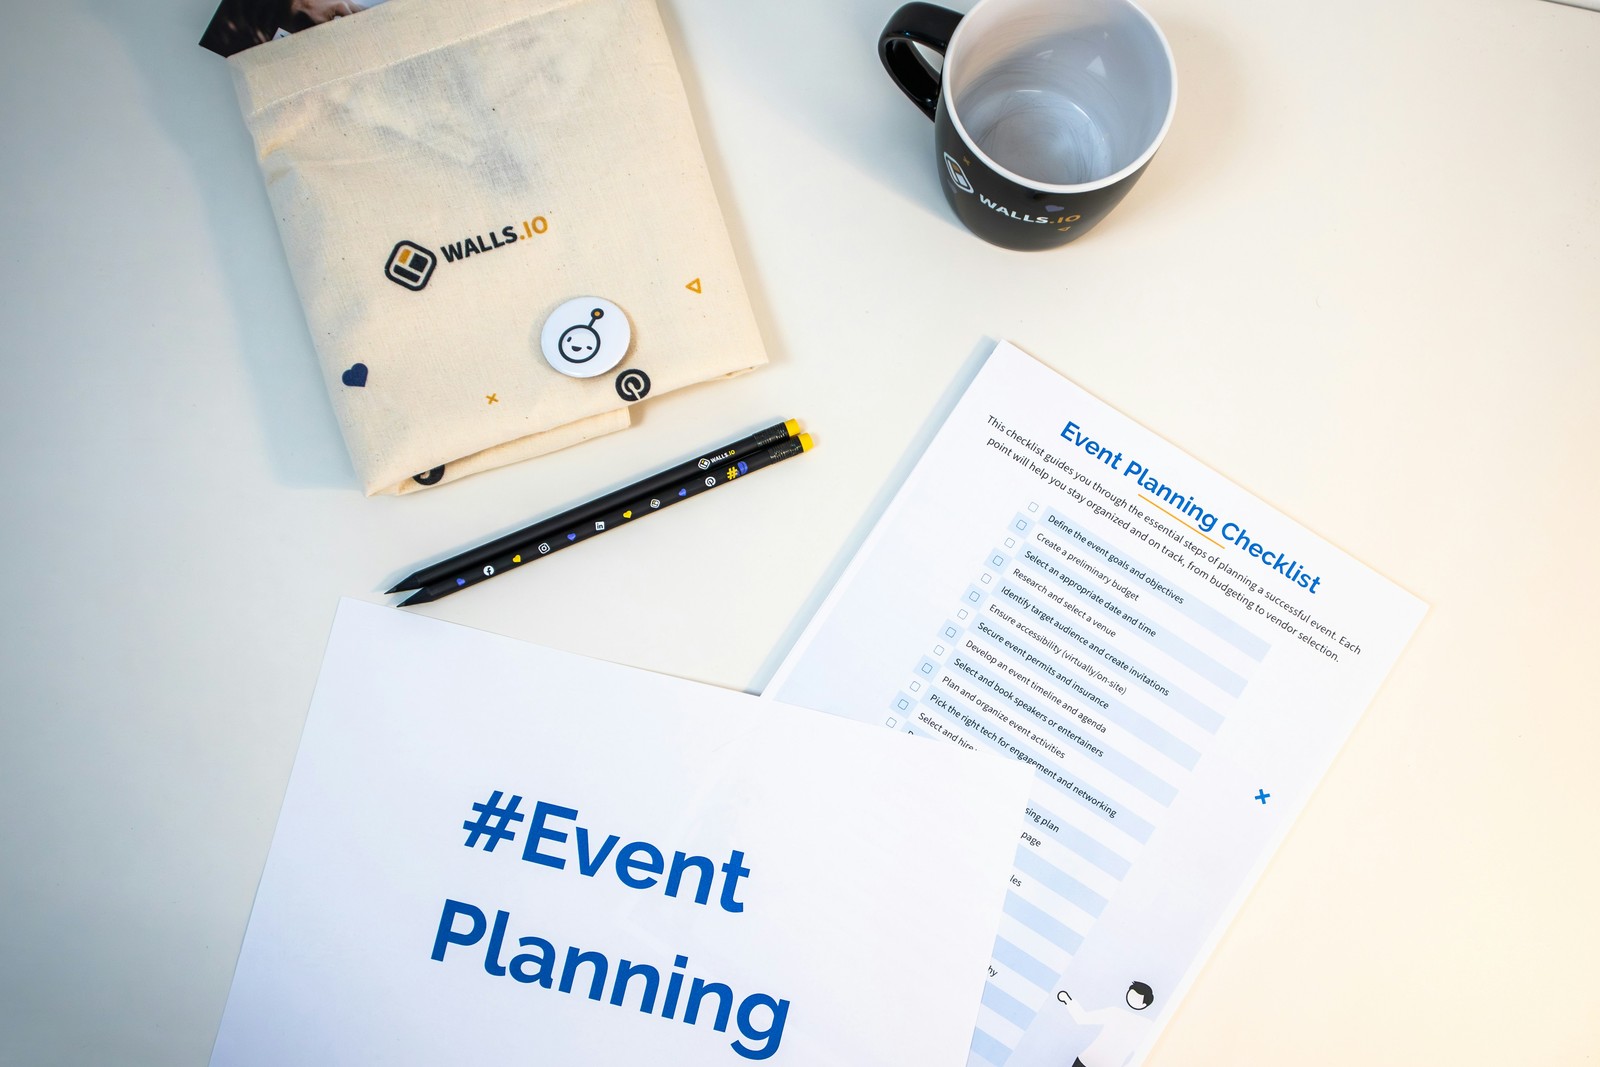 WALLS.IO
WALLS.IO
WALLS.IO
Event Planning Checklist
This checklist guides you through the essential steps of planning a successful event. Each
point will help you stay organized and on track, from budgeting to vendor selection.
Define the event goals and objectives
Create a preliminary budget
Select an appropriate date and time
Research and select a venue
Identify target audience and create invitations
Ensure accessibility (virtually/on-site)
Secure event permits and insurance
Develop an event timeline and agenda
Select and book speakers or entertainers
Plan and organize event activities
Pick the right tech for engagement and networking
Select and hire
sing plan
page
les
hy
#Event
Planning